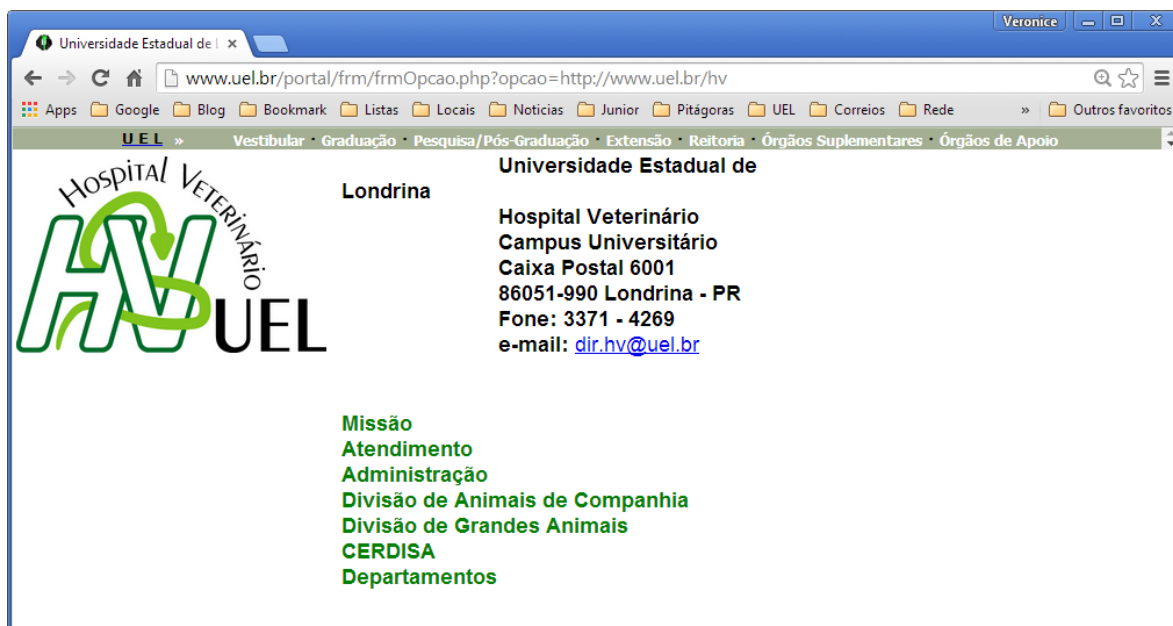 Veronice
Universidade Estadual de L
www.uel.br/portal/frm/frmOpcao.php?opcao=http://www.uel.br/hv
Apps Google Blog Bookmark Listas Locais Noticias Junior Pitágoras UEL Correios Rede » Outros favoritos
UEL » Vestibular · Graduação · Pesquisa/Pós-Graduação · Extensão · Reitoria · Órgãos Suplementares · Órgãos de Apoio
HOSPITAL VETERINÁRIO
HV UEL
Universidade Estadual de
Londrina
Hospital Veterinário
Campus Universitário
Caixa Postal 6001
86051-990 Londrina - PR
Fone: 3371 - 4269
e-mail: dir.hv@uel.br
Missão
Atendimento
Administração
Divisão de Animais de Companhia
Divisão de Grandes Animais
CERDISA
Departamentos